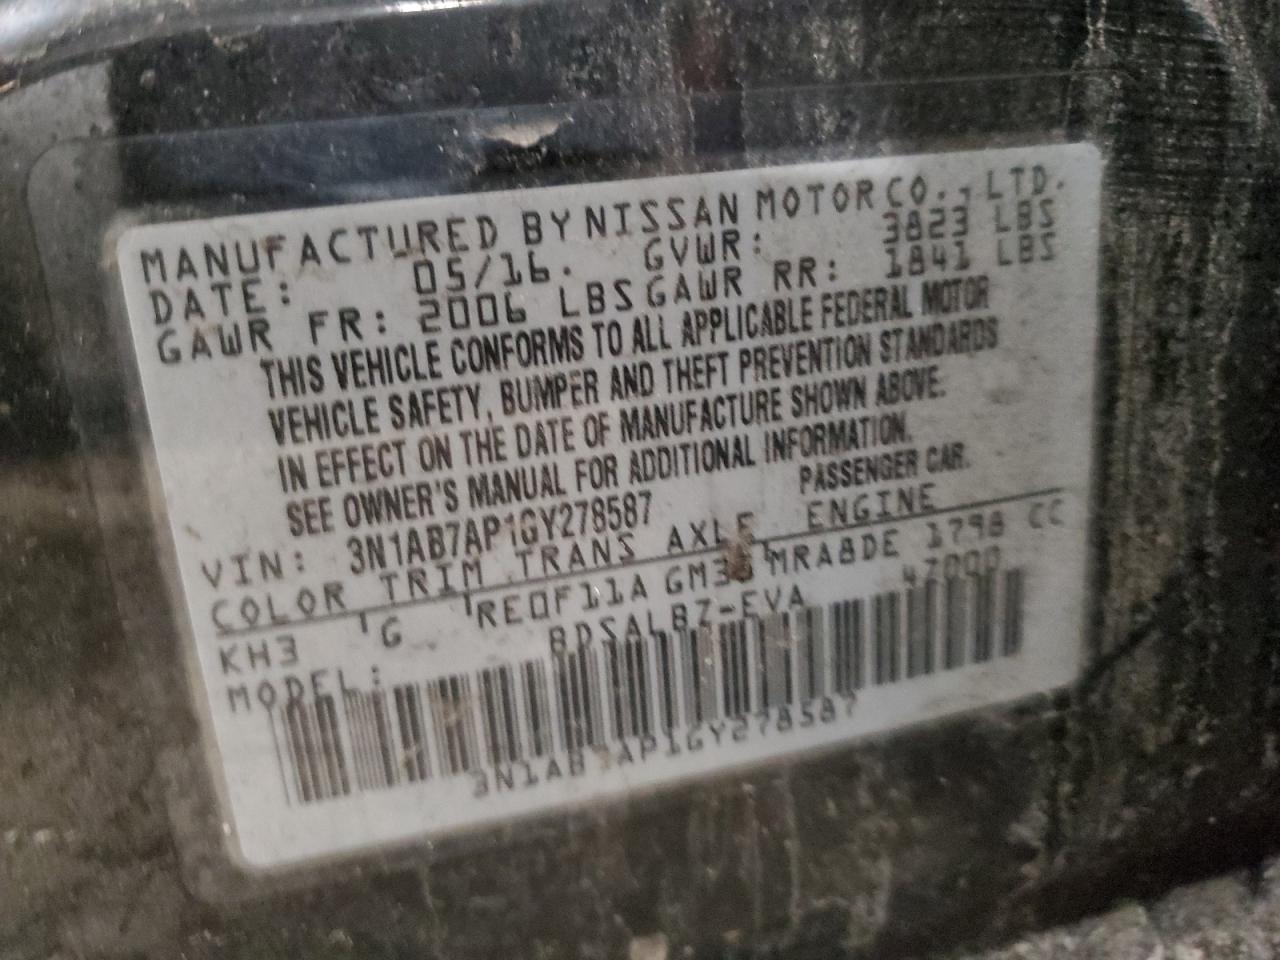 MANUFACTURED BY NISSAN MOTOR CO., LTD.
DATE: 05/16. GVWR: 3823 LBS
GAWR FR: 2006 LBS GAWR RR: 1841 LBS
THIS VEHICLE CONFORMS TO ALL APPLICABLE FEDERAL MOTOR
VEHICLE SAFETY, BUMPER AND THEFT PREVENTION STANDARDS
IN EFFECT ON THE DATE OF MANUFACTURE SHOWN ABOVE.
SEE OWNER'S MANUAL FOR ADDITIONAL INFORMATION.
VIN: 3N1AB7AP1GY278587 PASSENGER CAR.
COLOR TRIM TRANS AXLE ENGINE
KH3 G RE0F11A MRA8DE 1798 CC
MODEL: BDSALBZ-EVA
3N1AB7AP1GY278587